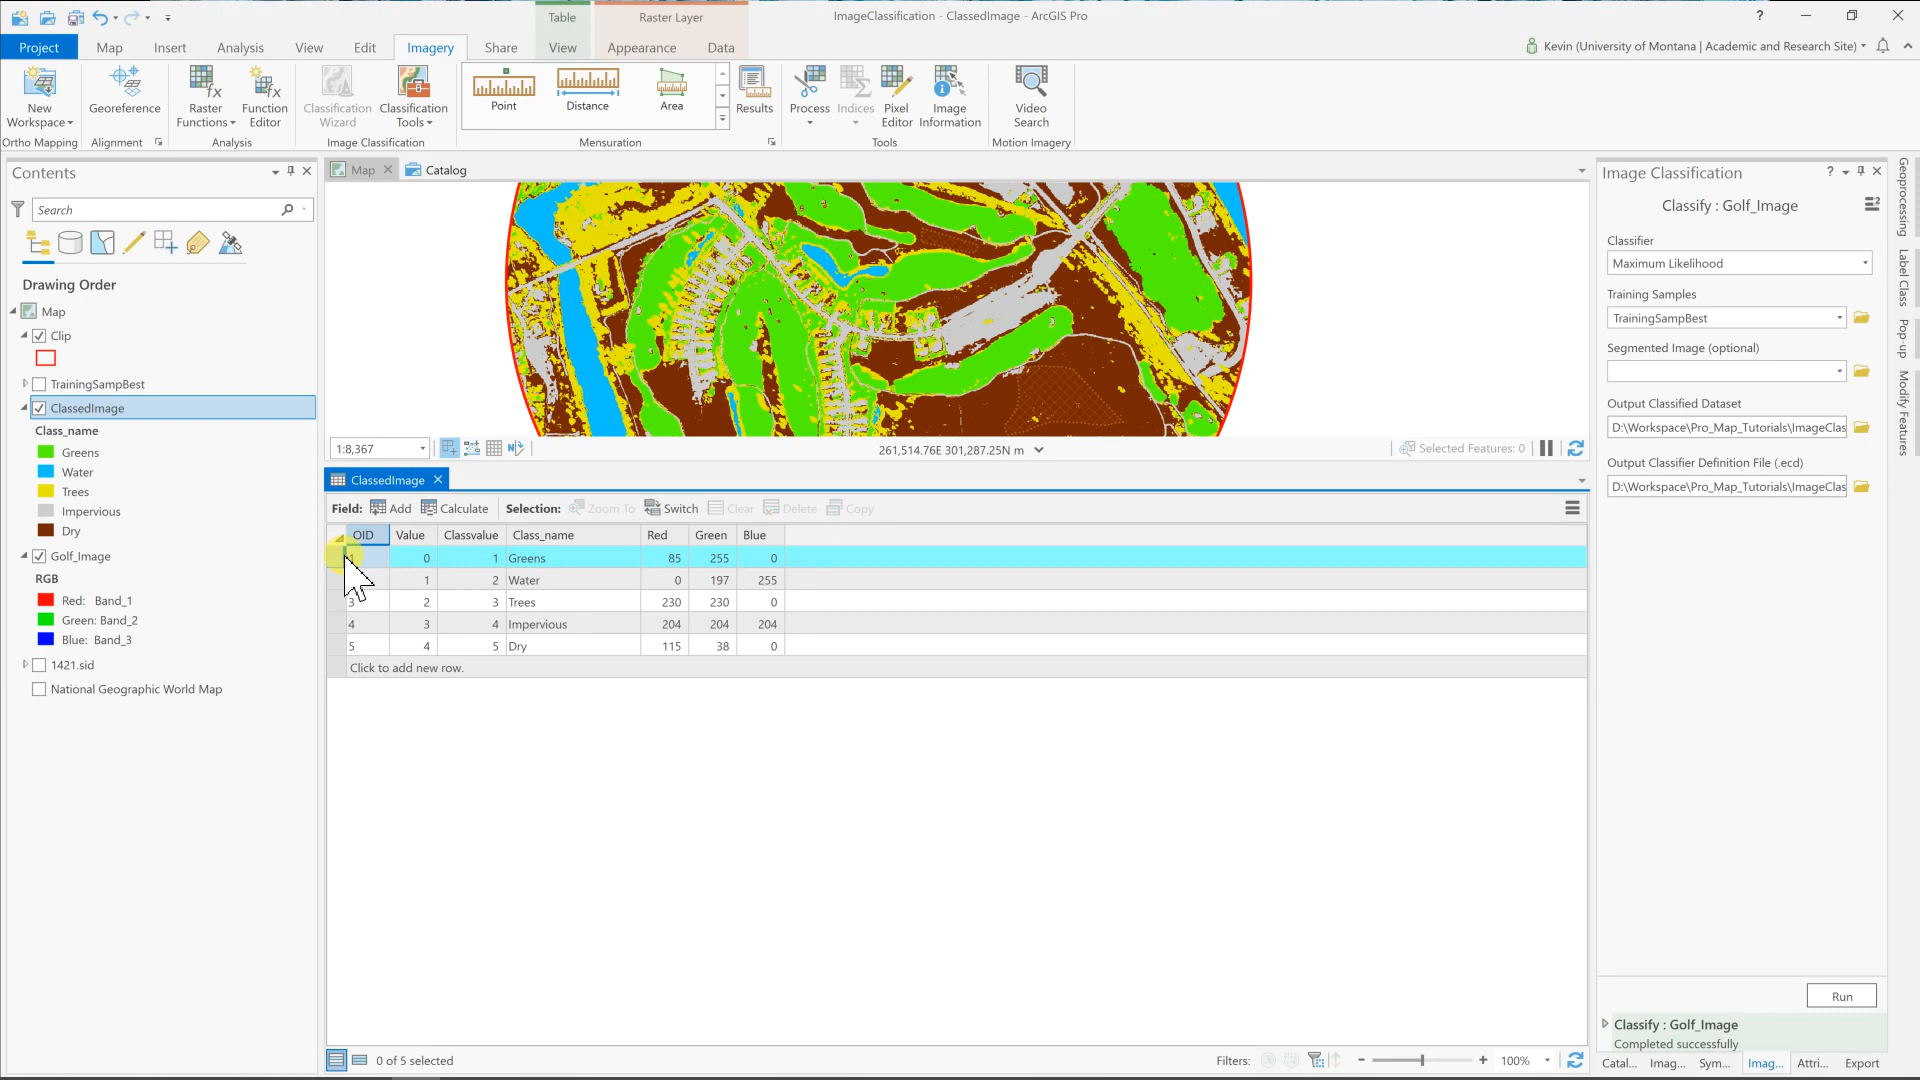 Table
Raster Layer
ImageClassification - ClassedImage - ArcGIS Pro
?
Project
Map
Insert
Analysis
View
Edit
Imagery
Share
View
Appearance
Data
Kevin (University of Montana | Academic and Research Site)
New
Workspace
Georeference
Raster
Functions
Function
Editor
Classification
Wizard
Classification
Tools
Point
Distance
Area
Results
Process
Indices
Pixel
Editor
Image
Information
Video
Search
Ortho Mapping
Alignment
Analysis
Image Classification
Mensuration
Tools
Motion Imagery
Contents
Search
Drawing Order
Map
Clip
TrainingSampBest
ClassedImage
Class_name
Greens
Water
Trees
Impervious
Dry
Golf_Image
RGB
Red: Band_1
Green: Band_2
Blue: Band_3
1421.sid
National Geographic World Map
Map
Catalog
1:8,367
261,514.76E 301,287.25N m
Selected Features: 0
ClassedImage
Field: Add Calculate Selection: Zoom To Switch Clear Delete Copy
OID Value Classvalue Class_name Red Green Blue
1 0 1 Greens 85 255 0
1 2 Water 0 197 255
3 2 3 Trees 230 230 0
4 3 4 Impervious 204 204 204
5 4 5 Dry 115 38 0
Click to add new row.
0 of 5 selected
Filters:
100%
Image Classification
?
Classify : Golf_Image
Classifier
Maximum Likelihood
Training Samples
TrainingSampBest
Segmented Image (optional)
Output Classified Dataset
D:\Workspace\Pro_Map_Tutorials\ImageClas
Output Classifier Definition File (.ecd)
D:\Workspace\Pro_Map_Tutorials\ImageClas
Run
Classify : Golf_Image
Completed successfully
Catal...
Imag...
Sym...
Imag...
Attri...
Export
Geoprocessing
Label Class
Pop-up
Modify Features